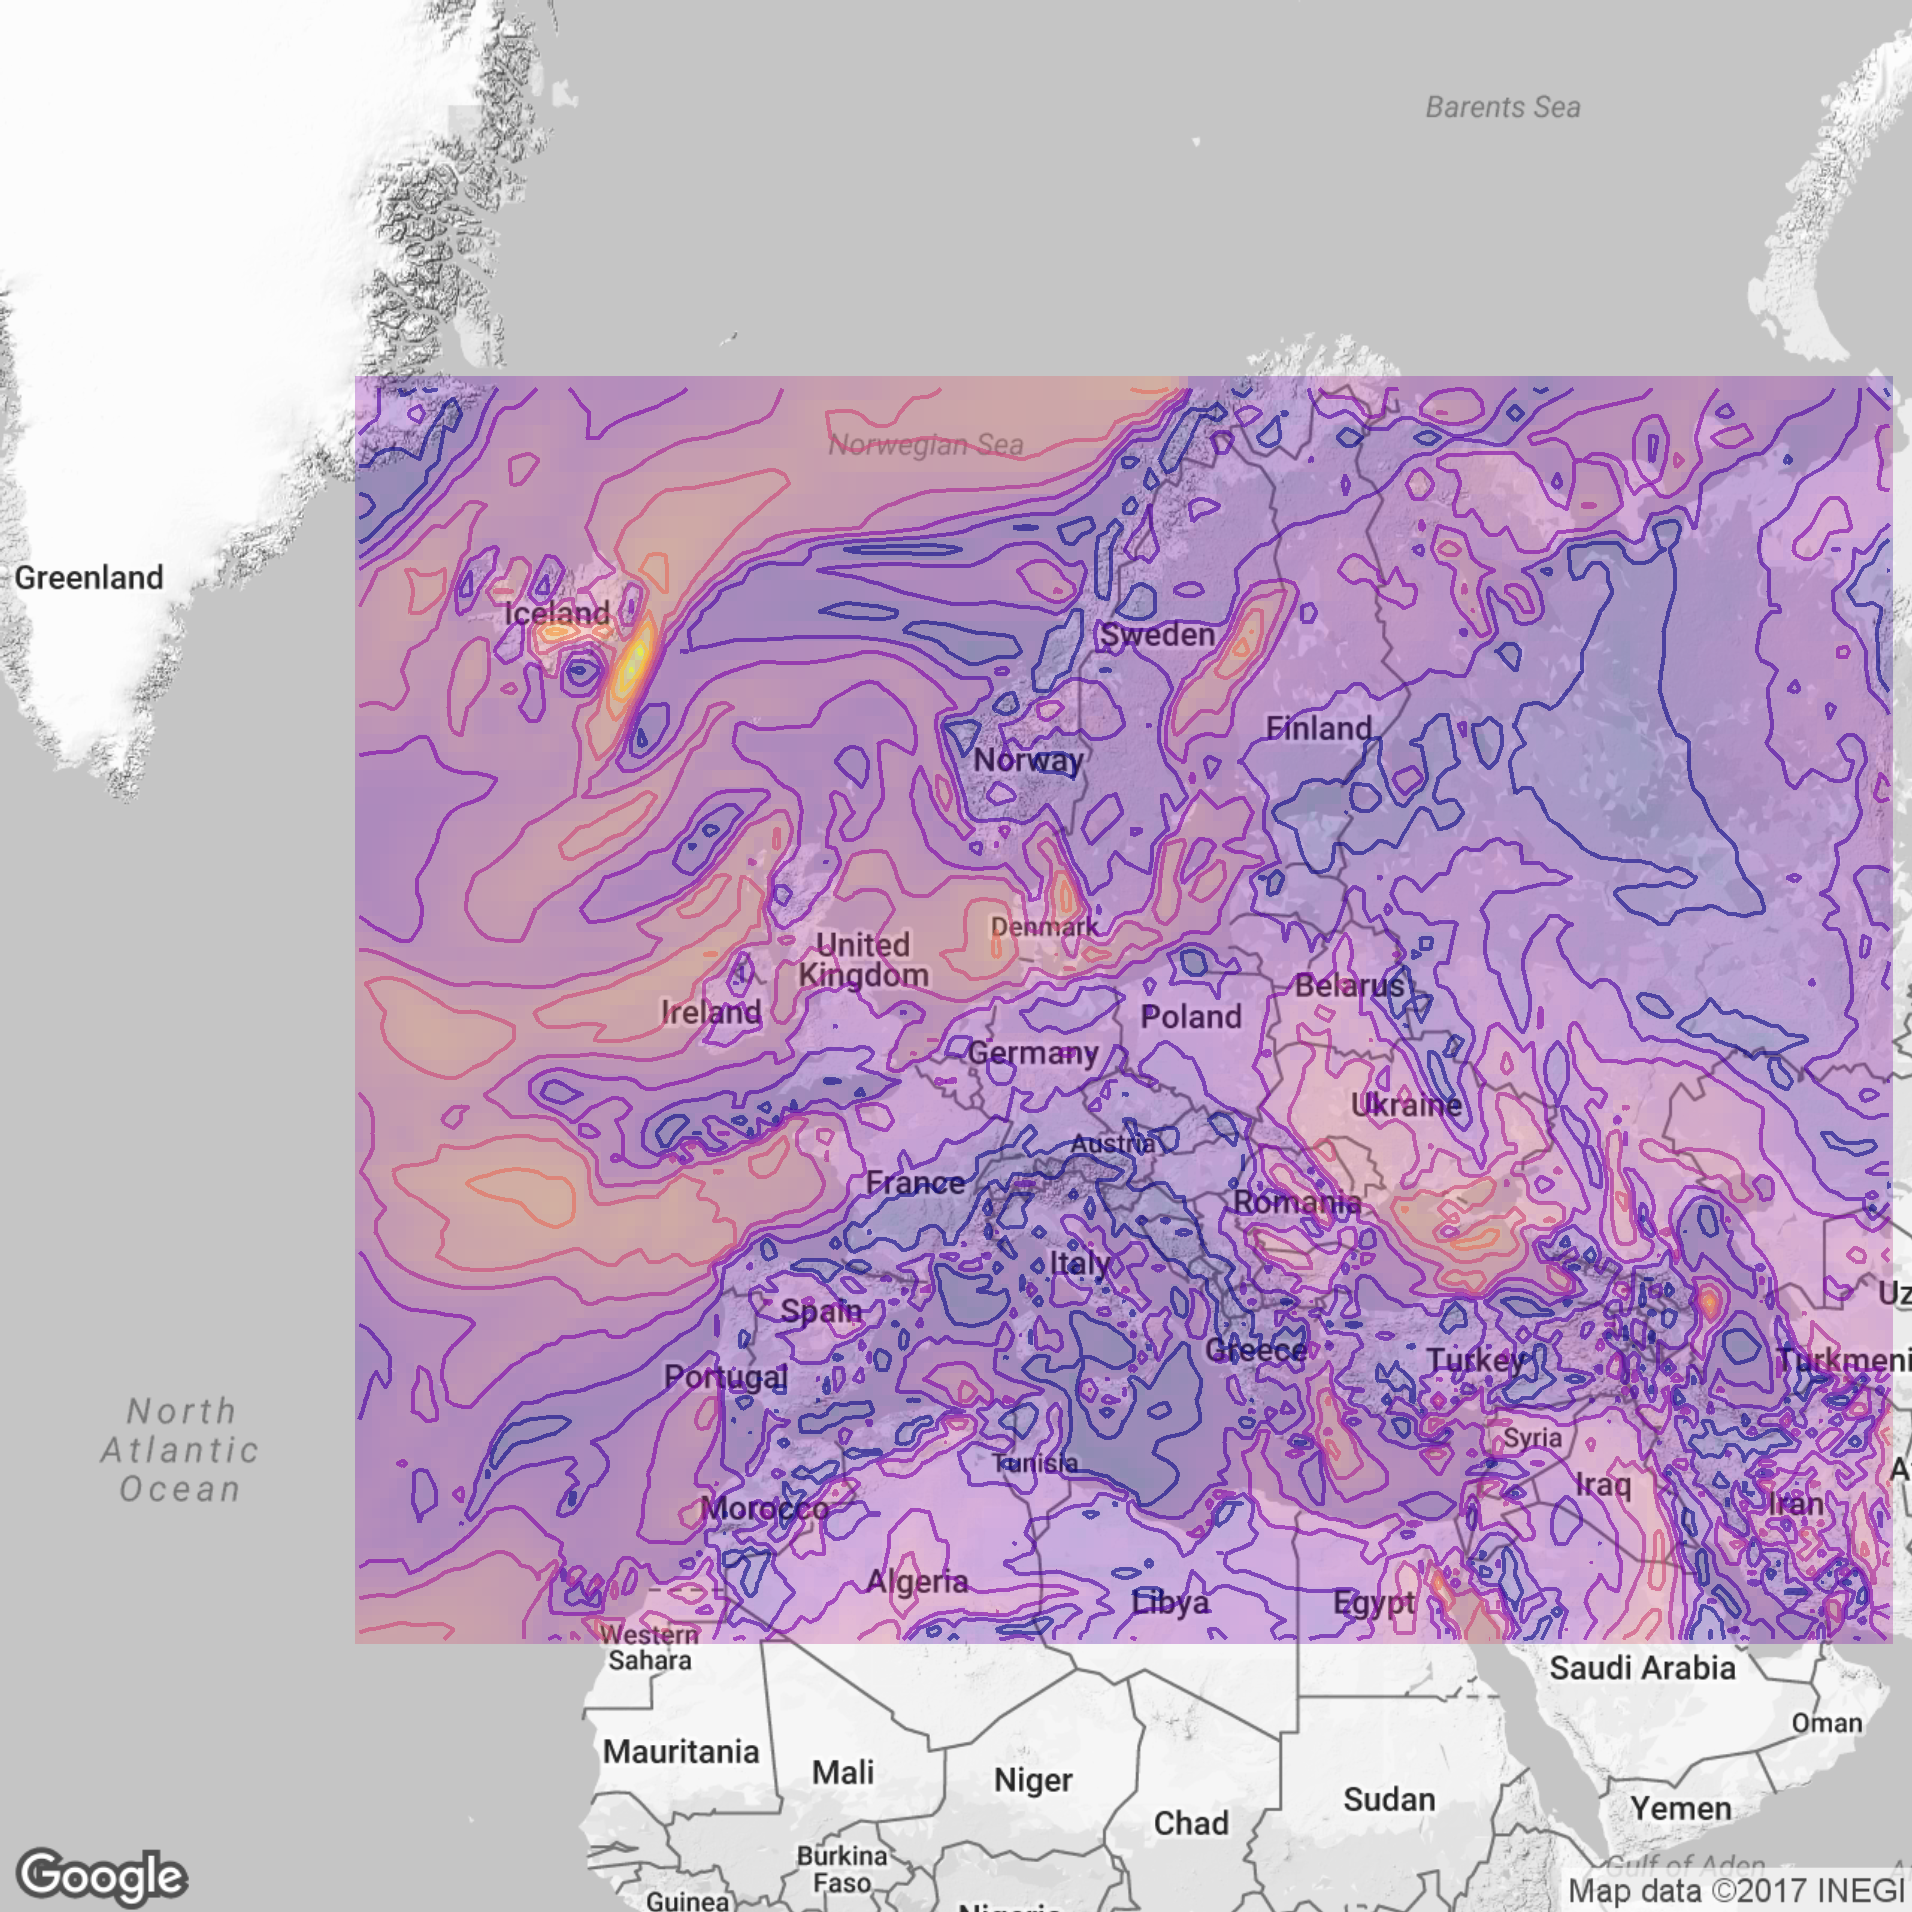 Barents Sea
Norwegian Sea
Greenland
Iceland
Sweden
Finland
Norway
Denmark
United
Kingdom
Belarus
Ireland
Poland
Germany
Ukraine
Austria
France
Romania
Italy
Uz
Spain
Greece
Turkey
Turkmeni
Portugal
North
Atlantic
Ocean
Syria
Tunisia
A
Iraq
Iran
Morocco
Algeria
Libya
Egypt
Western
Sahara
Saudi Arabia
Oman
Mauritania
Mali
Niger
Sudan
Chad
Yemen
Burkina
Faso
Gulf of Aden
A
Google
Guinea
Map data ©2017 INEGI